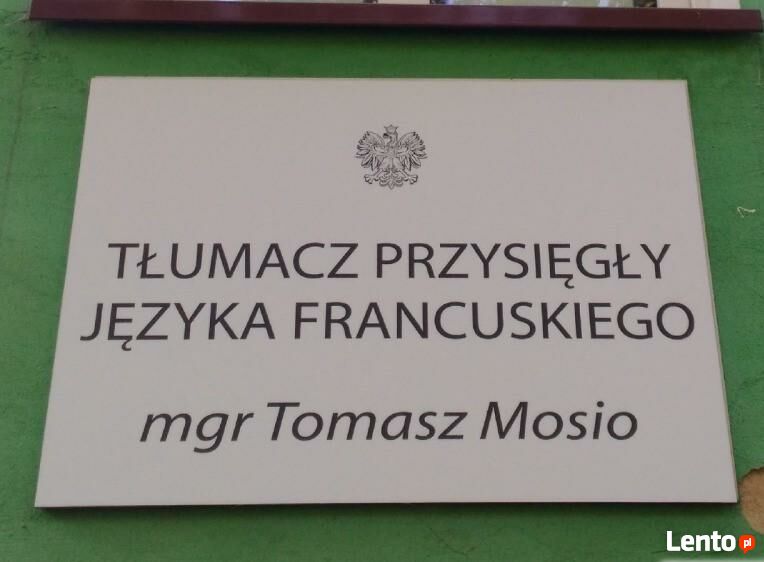 TŁUMACZ PRZYSIĘGŁY
JĘZYKA FRANCUSKIEGO
mgr Tomasz Mosio
Lento.pl